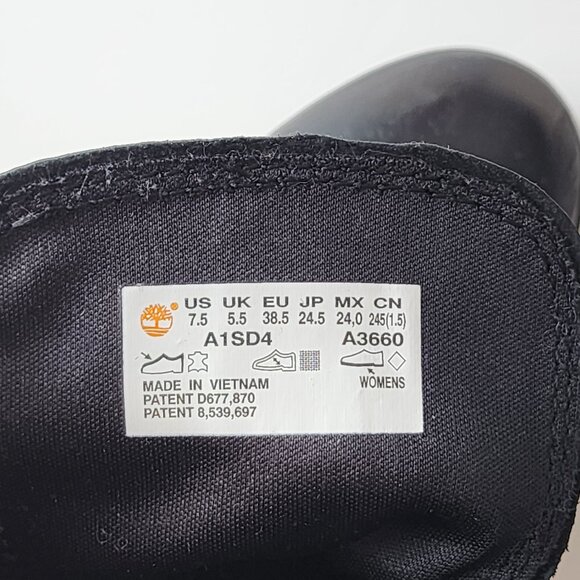 ® US UK EU JP MX CN
7.5 5.5 38.5 24.5 24,0 245(1.5)
A1SD4 A3660
WOMENS
MADE IN VIETNAM
PATENT D677,870
PATENT 8,539,697